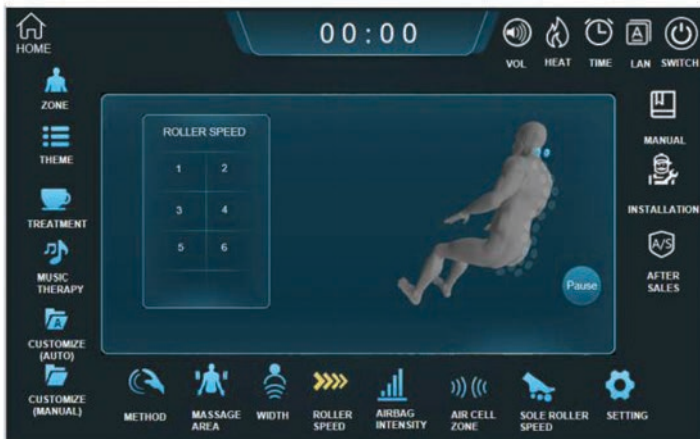 00:00
HOME
VOL
HEAT
TIME
A
LAN
SWITCH
ZONE
THEME
TREATMENT
MUSIC
THERAPY
A
CUSTOMIZE
(AUTO)
CUSTOMIZE
(MANUAL)
ROLLER SPEED
1 2
3 4
5 6
Pause
MANUAL
INSTALLATION
A/S
AFTER
SALES
METHOD
MASSAGE
AREA
WIDTH
ROLLER
SPEED
AIRBAG
INTENSITY
AIR CELL
ZONE
SOLE ROLLER
SPEED
SETTING